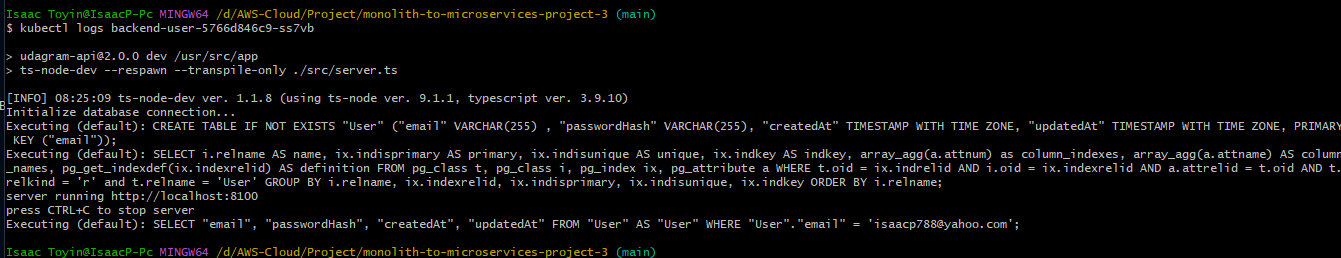 Isaac Toyin@IsaacP-Pc MINGW64 /d/AWS-Cloud/Project/monolith-to-microservices-project-3 (main)
$ kubectl logs backend-user-5766d846c9-ss7vb
> udagram-api@2.0.0 dev /usr/src/app
> ts-node-dev --respawn --transpile-only ./src/server.ts
[INFO] 08:25:09 ts-node-dev ver. 1.1.8 (using ts-node ver. 9.1.1, typescript ver. 3.9.10)
Initialize database connection...
Executing (default): CREATE TABLE IF NOT EXISTS "User" ("email" VARCHAR(255) , "passwordHash" VARCHAR(255), "createdAt" TIMESTAMP WITH TIME ZONE, "updatedAt" TIMESTAMP WITH TIME ZONE, PRIMARY
KEY ("email"));
Executing (default): SELECT i.relname AS name, ix.indisprimary AS primary, ix.indisunique AS unique, ix.indkey AS indkey, array_agg(a.attnum) as column_indexes, array_agg(a.attname) AS column
_names, pg_get_indexdef(ix.indexrelid) AS definition FROM pg_class t, pg_class i, pg_index ix, pg_attribute a WHERE t.oid = ix.indrelid AND i.oid = ix.indexrelid AND a.attrelid = t.oid AND t.
relkind = 'r' and t.relname = 'User' GROUP BY i.relname, ix.indexrelid, ix.indisprimary, ix.indisunique, ix.indkey ORDER BY i.relname;
server running http://localhost:8100
press CTRL+C to stop server
Executing (default): SELECT "email", "passwordHash", "createdAt", "updatedAt" FROM "User" AS "User" WHERE "User"."email" = 'isaacp788@yahoo.com';
Isaac Toyin@IsaacP-Pc MINGW64 /d/AWS-Cloud/Project/monolith-to-microservices-project-3 (main)